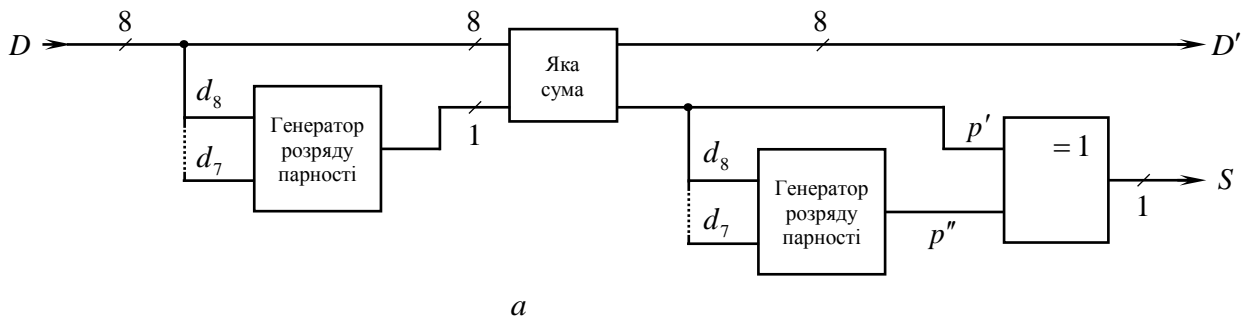 8
8
8
D
D′
Яка
сума
d₈
Генератор
розряду
парності
1
d₇
p′
= 1
d₈
Генератор
розряду
парності
S
1
d₇
p″
а